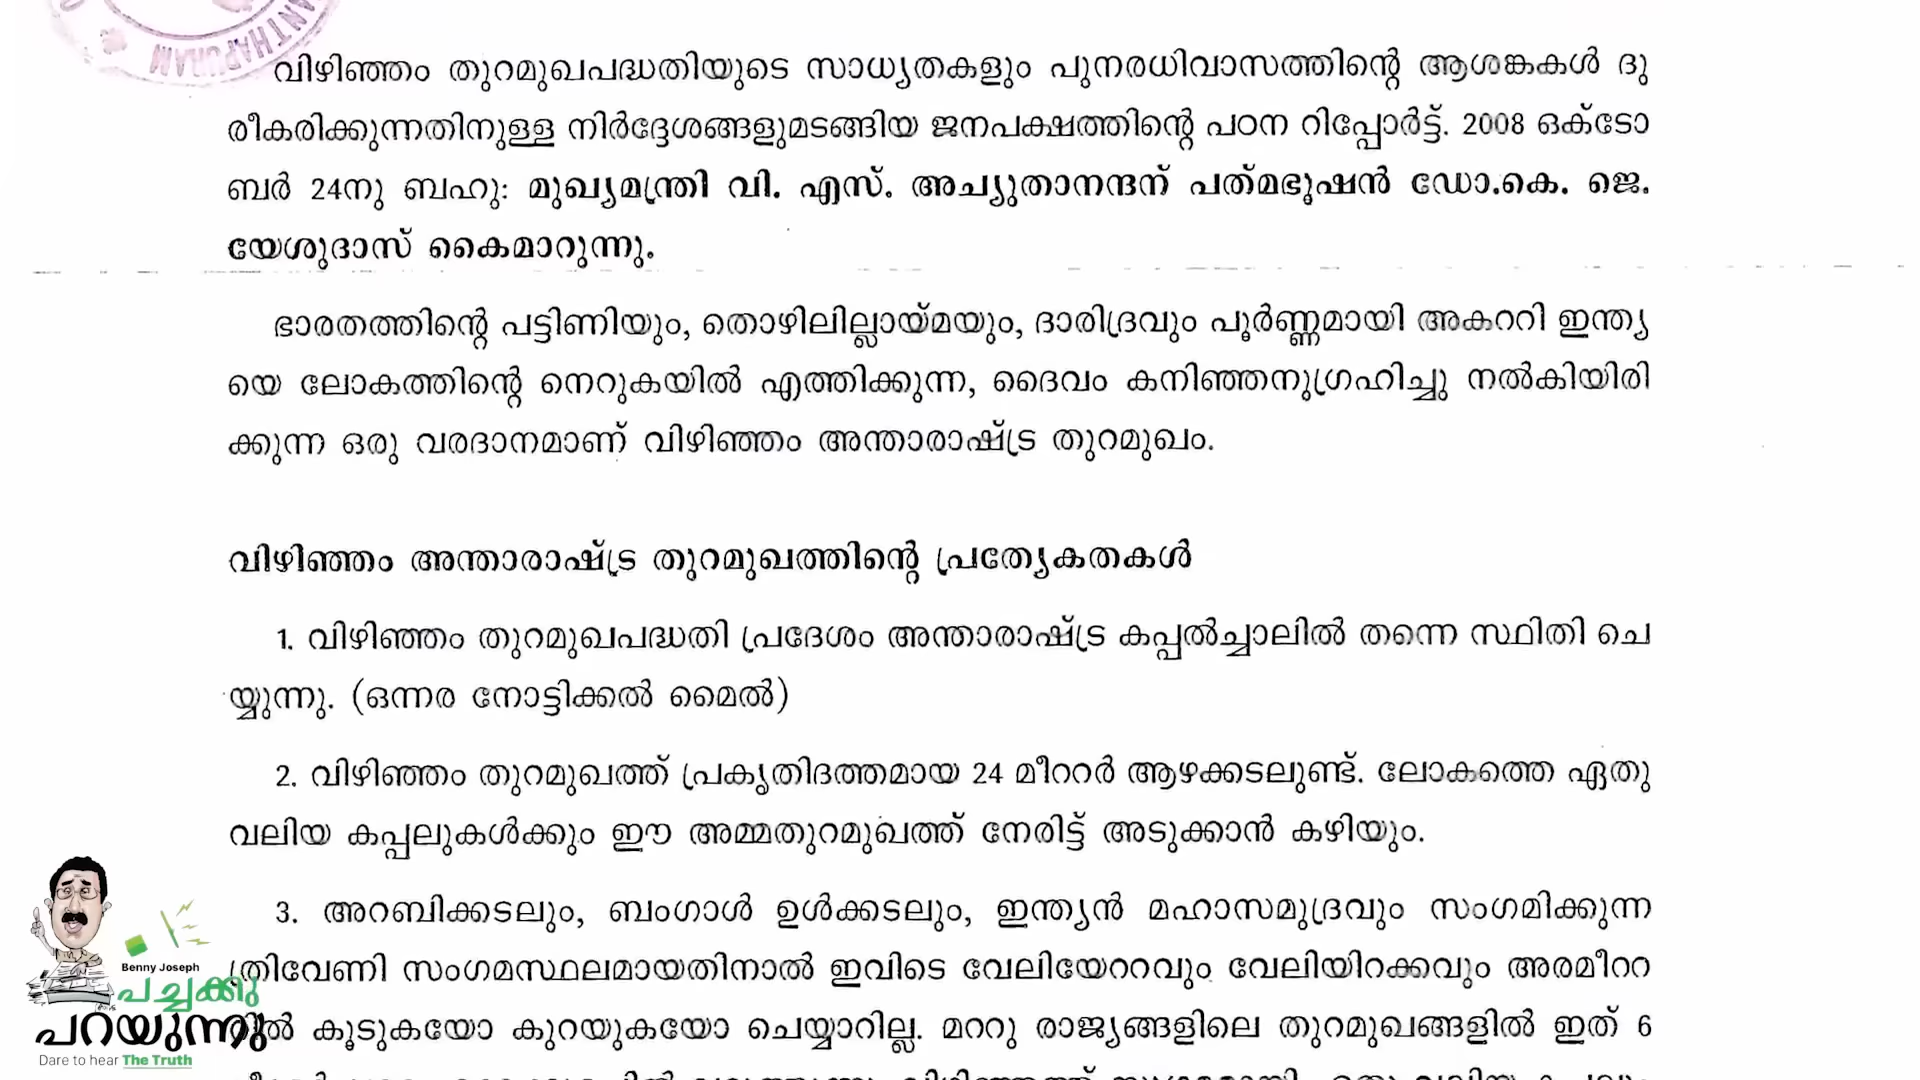 ANTHAPURAM
വിഴിഞ്ഞം തുറമുഖപദ്ധതിയുടെ സാധ്യതകളും പുനരധിവാസത്തിന്റെ ആശങ്കകൾ ദു
രീകരിക്കുന്നതിനുള്ള നിർദ്ദേശങ്ങളുമടങ്ങിയ ജനപക്ഷത്തിന്റെ പഠന റിപ്പോർട്ട്. 2008 ഒക്ടോ
ബർ 24നു ബഹു: മുഖ്യമന്ത്രി വി. എസ്. അച്യുതാനന്ദന് പത്മഭൂഷൻ ഡോ.കെ. ജെ.
യേശുദാസ് കൈമാറുന്നു.
ഭാരതത്തിന്റെ പട്ടിണിയും, തൊഴിലില്ലായ്മയും, ദാരിദ്രവും പൂർണ്ണമായി അകററി ഇന്ത്യ
യെ ലോകത്തിന്റെ നെറുകയിൽ എത്തിക്കുന്ന, ദൈവം കനിഞ്ഞനുഗ്രഹിച്ചു നൽകിയിരി
ക്കുന്ന ഒരു വരദാനമാണ് വിഴിഞ്ഞം അന്താരാഷ്ട്ര തുറമുഖം.
വിഴിഞ്ഞം അന്താരാഷ്ട്ര തുറമുഖത്തിന്റെ പ്രത്യേകതകൾ
1. വിഴിഞ്ഞം തുറമുഖപദ്ധതി പ്രദേശം അന്താരാഷ്ട്ര കപ്പൽച്ചാലിൽ തന്നെ സ്ഥിതി ചെ
യ്യുന്നു. (ഒന്നര നോട്ടിക്കൽ മൈൽ)
2. വിഴിഞ്ഞം തുറമുഖത്ത് പ്രകൃതിദത്തമായ 24 മീററർ ആഴക്കടലുണ്ട്. ലോകത്തെ ഏതു
വലിയ കപ്പലുകൾക്കും ഈ അമ്മതുറമുഖത്ത് നേരിട്ട് അടുക്കാൻ കഴിയും.
3. അറബിക്കടലും, ബംഗാൾ ഉൾക്കടലും, ഇന്ത്യൻ മഹാസമുദ്രവും സംഗമിക്കുന്ന
ത്രിവേണി സംഗമസ്ഥലമായതിനാൽ ഇവിടെ വേലിയേററവും വേലിയിറക്കവും അരമീററ
റിൽ കൂടുകയോ കുറയുകയോ ചെയ്യാറില്ല. മററു രാജ്യങ്ങളിലെ തുറമുഖങ്ങളിൽ ഇത് 6
Benny Joseph
പച്ചക്കു
പറയുന്നു
Dare to hear The Truth